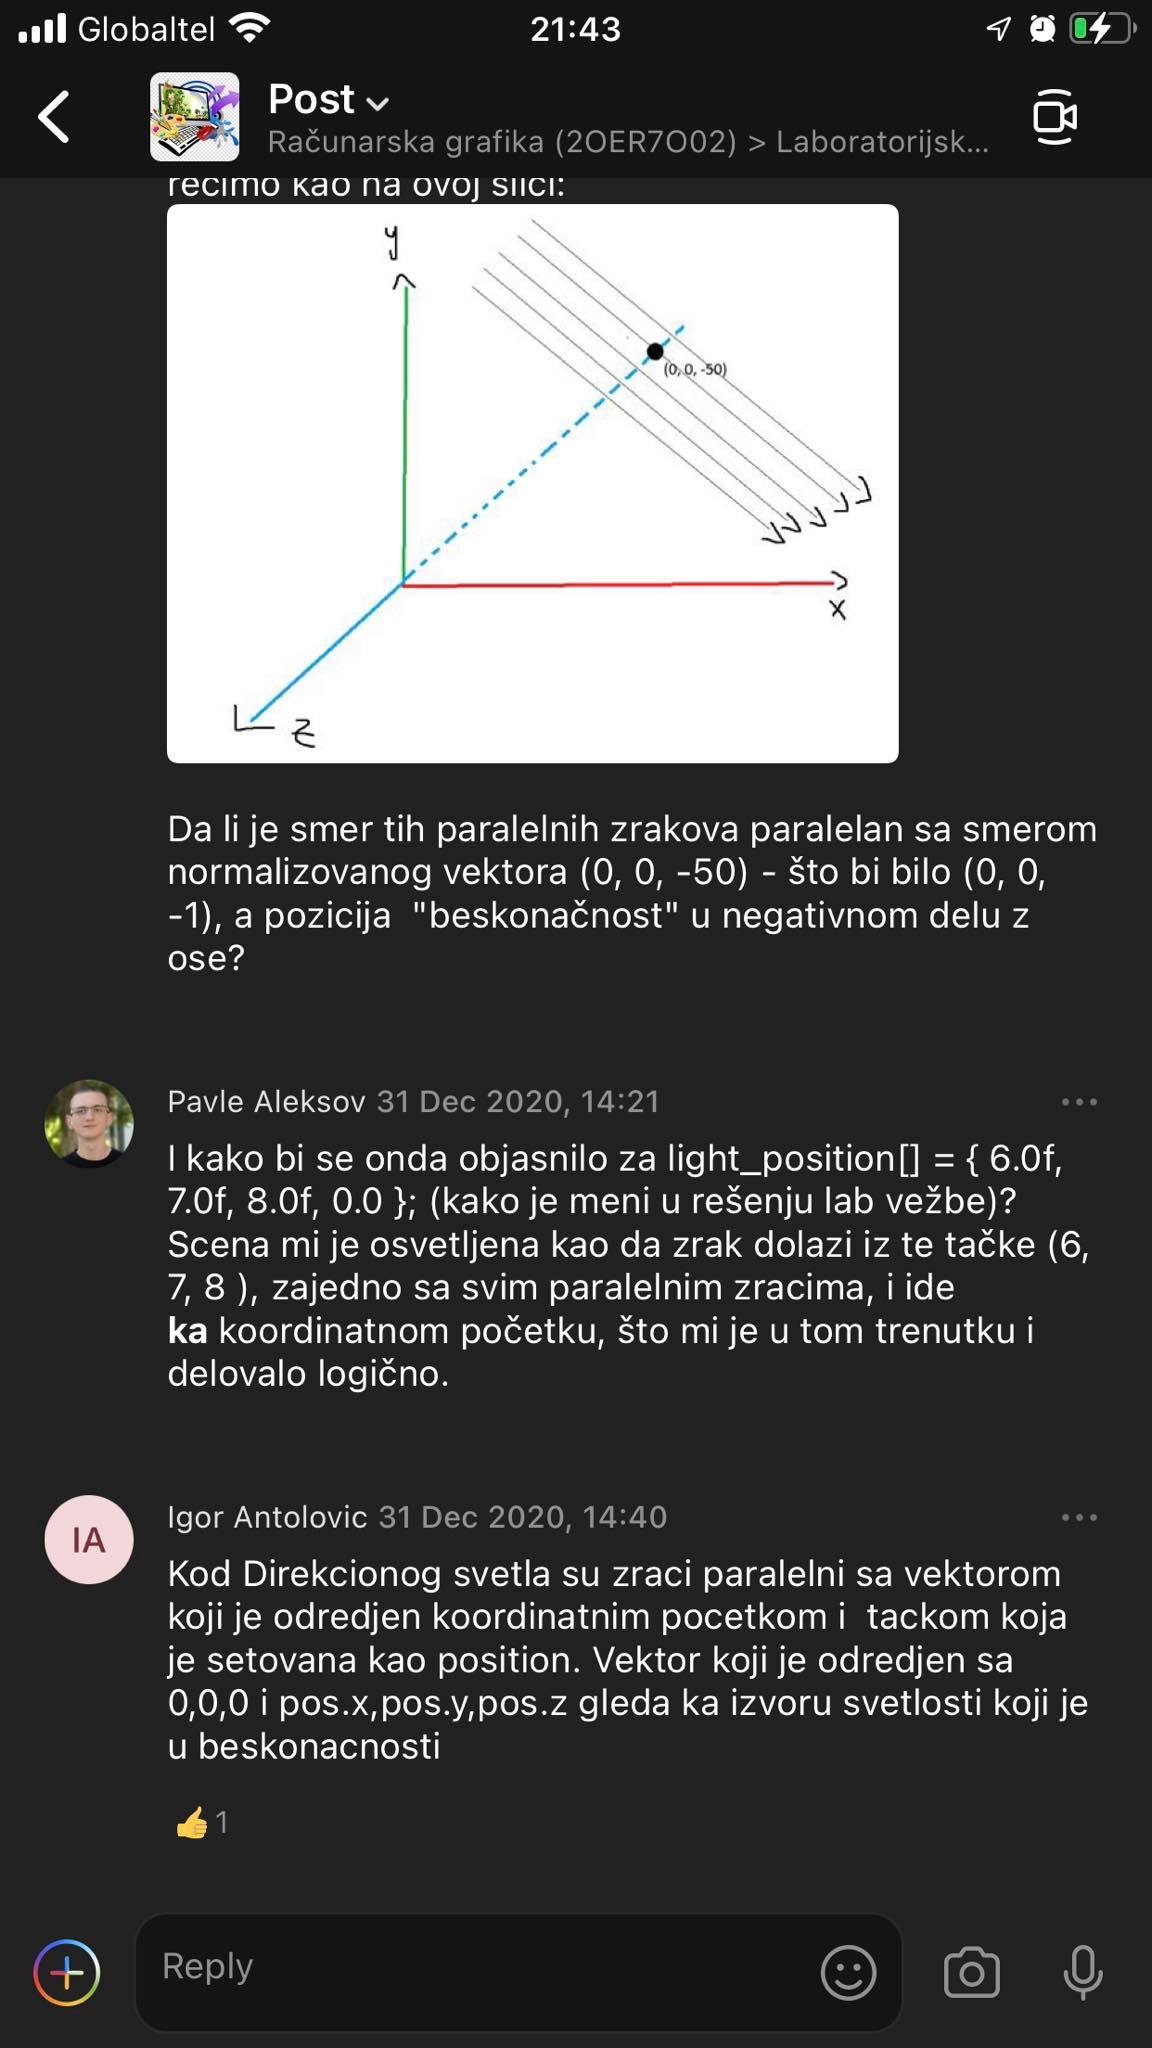 Globaltel
21:43
Post
Računarska grafika (2OER7O02) > Laboratorijsk...
recimo kao na ovoj slici:
y
(0, 0, -50)
x
z
Da li je smer tih paralelnih zrakova paralelan sa smerom
normalizovanog vektora (0, 0, -50) - što bi bilo (0, 0,
-1), a pozicija "beskonačnost" u negativnom delu z
ose?
Pavle Aleksov 31 Dec 2020, 14:21
I kako bi se onda objasnilo za light_position[] = { 6.0f,
7.0f, 8.0f, 0.0 }; (kako je meni u rešenju lab vežbe)?
Scena mi je osvetljena kao da zrak dolazi iz te tačke (6,
7, 8 ), zajedno sa svim paralelnim zracima, i ide
ka koordinatnom početku, što mi je u tom trenutku i
delovalo logično.
IA
Igor Antolovic 31 Dec 2020, 14:40
Kod Direkcionog svetla su zraci paralelni sa vektorom
koji je odredjen koordinatnim pocetkom i tackom koja
je setovana kao position. Vektor koji je odredjen sa
0,0,0 i pos.x,pos.y,pos.z gleda ka izvoru svetlosti koji je
u beskonacnosti
1
Reply